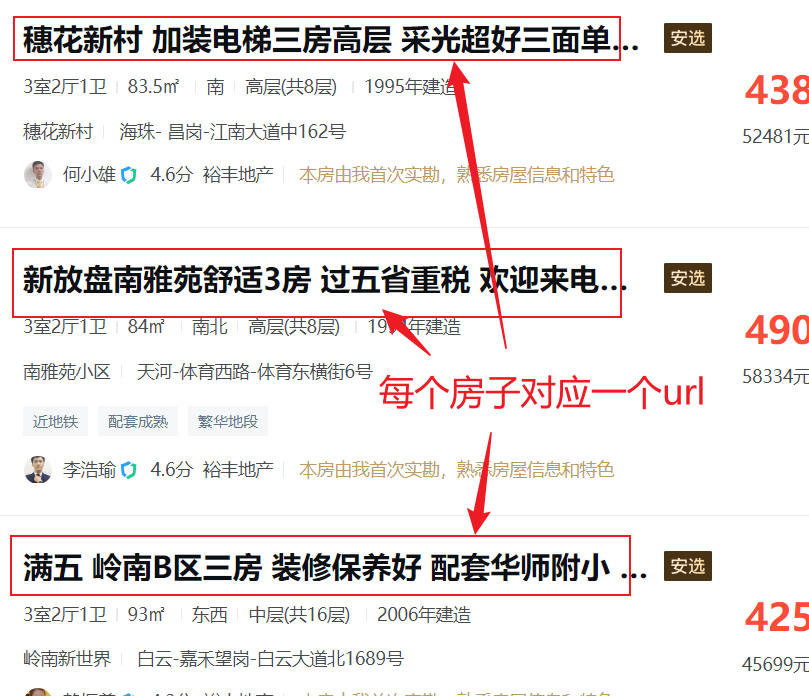 穗花新村 加装电梯三房高层 采光超好三面单... 安选
3室2厅1卫 83.5㎡ 南 高层(共8层) 1995年建造
438
52481元
穗花新村 海珠- 昌岗-江南大道中162号
何小雄 4.6分 裕丰地产 本房由我首次实勘，熟悉房屋信息和特色
新放盘南雅苑舒适3房 过五省重税 欢迎来电... 安选
3室2厅1卫 84㎡ 南北 高层(共8层) 19 年建造
490
58334元
南雅苑小区 天河-体育西路-体育东横街6号
每个房子对应一个url
近地铁 配套成熟 繁华地段
李浩瑜 4.6分 裕丰地产 本房由我首次实勘，熟悉房屋信息和特色
满五 岭南B区三房 装修保养好 配套华师附小 ... 安选
3室2厅1卫 93㎡ 东西 中层(共16层) 2006年建造
425
45699元
岭南新世界 白云-嘉禾望岗-白云大道北1689号